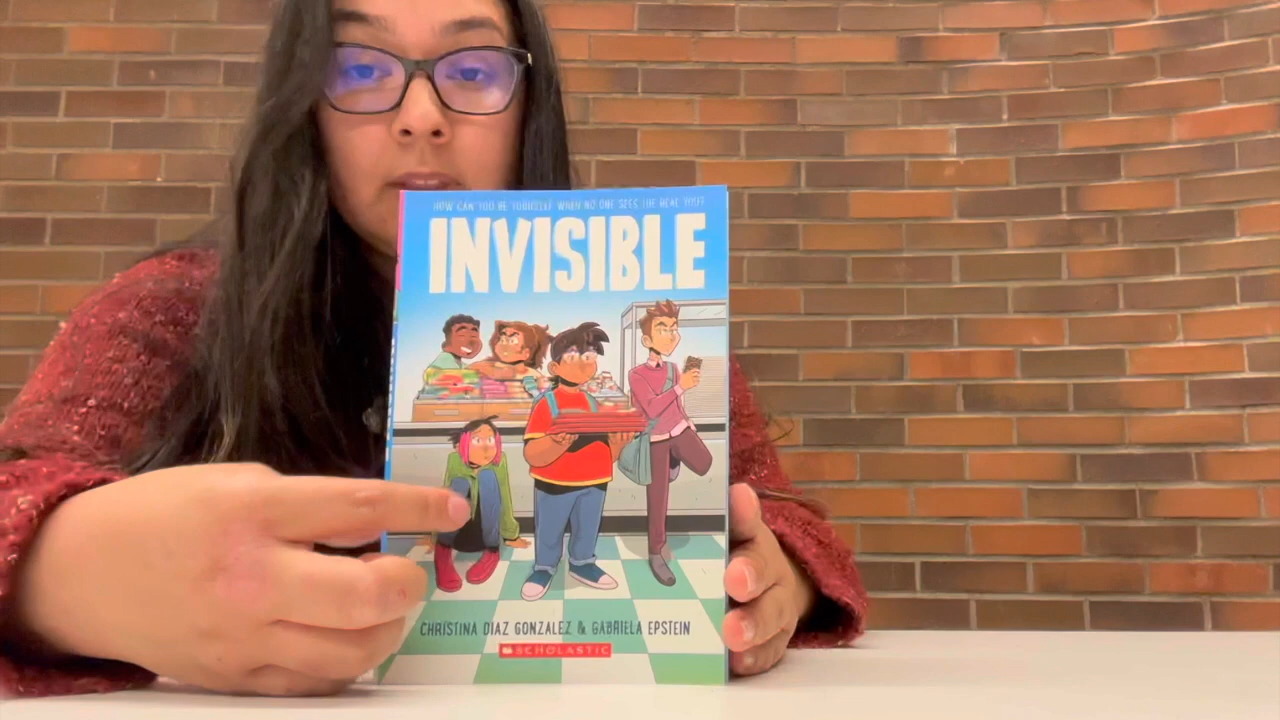 HOW CAN YOU BE YOURSELF WHEN NO ONE SEES THE REAL YOU?
INVISIBLE
CHRISTINA DIAZ GONZALEZ & GABRIELA EPSTEIN
SCHOLASTIC